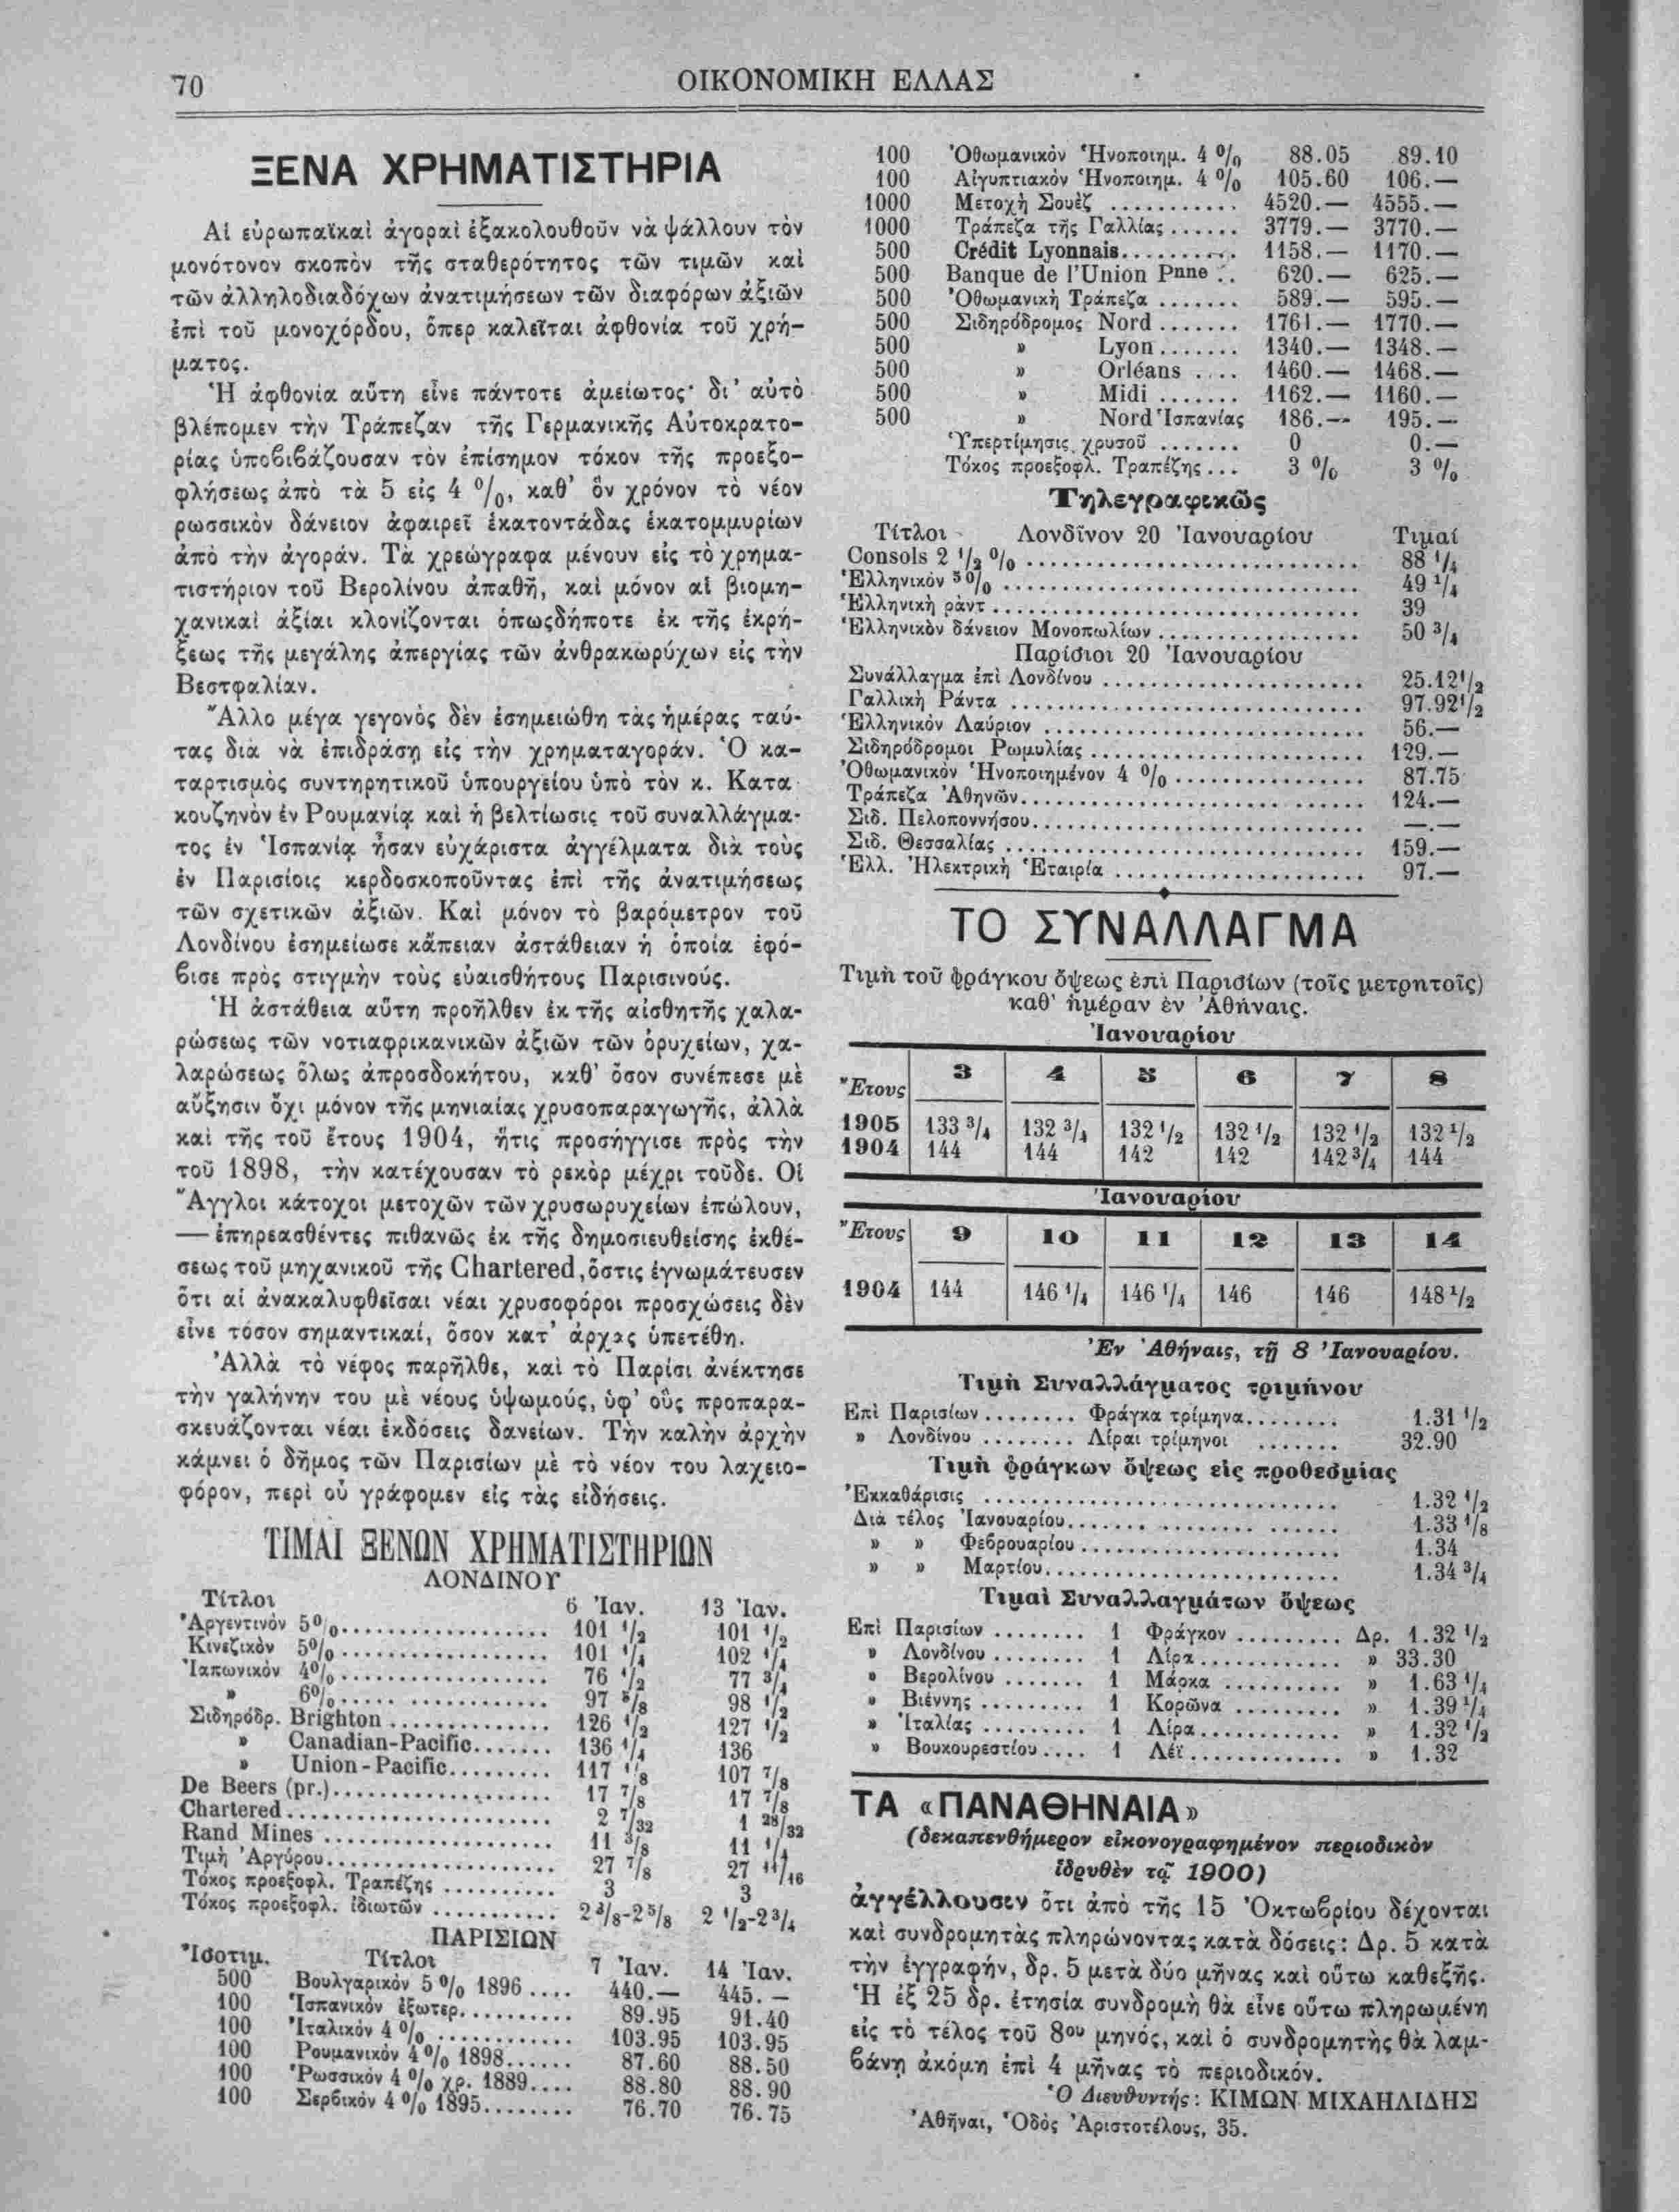 70
ΟΙΚΟΝΟΜΙΚΗ ΕΛΛΑΣ
ΞΕΝΑ ΧΡΗΜΑΤΙΣΤΗΡΙΑ
Αἱ εὐρωπαϊκαὶ ἀγοραὶ ἐξακολουθοῦν νὰ ψάλλουν τὸν
μονότονον σκοπὸν τῆς σταθερότητος τῶν τιμῶν καὶ
τῶν ἀλληλοδιαδόχων ἀνατιμήσεων τῶν διαφόρων ἀξιῶν
ἐπὶ τοῦ μονοχόρδου, ὅπερ καλεῖται ἀφθονία τοῦ χρή-
ματος.
Ἡ ἀφθονία αὕτη εἶνε πάντοτε ἀμείωτος· δι’ αὐτὸ
βλέπομεν τὴν Τράπεζαν τῆς Γερμανικῆς Αὐτοκρατο-
ρίας ὑποβιβάζουσαν τὸν ἐπίσημον τόκον τῆς προεξο-
φλήσεως ἀπὸ τὰ 5 εἰς 4 %, καθ’ ὃν χρόνον τὸ νέον
ρωσσικὸν δάνειον ἀφαιρεῖ ἑκατοντάδας ἑκατομμυρίων
ἀπὸ τὴν ἀγοράν. Τὰ χρεώγραφα μένουν εἰς τὸ χρημα-
τιστήριον τοῦ Βερολίνου ἀπαθῆ, καὶ μόνον αἱ βιομη-
χανικαὶ ἀξίαι κλονίζονται ὁπωςδήποτε ἐκ τῆς ἐκρή-
ξεως τῆς μεγάλης ἀπεργίας τῶν ἀνθρακωρύχων εἰς τὴν
Βεστφαλίαν.
Ἄλλο μέγα γεγονὸς δὲν ἐσημειώθη τὰς ἡμέρας ταύ-
τας διὰ νὰ ἐπιδράσῃ εἰς τὴν χρηματαγοράν. Ὁ κα-
ταρτισμὸς συντηρητικοῦ ὑπουργείου ὑπὸ τὸν κ. Κατα-
κουζηνὸν ἐν Ρουμανίᾳ καὶ ἡ βελτίωσις τοῦ συναλλάγμα-
τος ἐν Ἱσπανίᾳ ἦσαν εὐχάριστα ἀγγέλματα διὰ τοὺς
ἐν Παρισίοις κερδοσκοποῦντας ἐπὶ τῆς ἀνατιμήσεως
τῶν σχετικῶν ἀξιῶν. Καὶ μόνον τὸ βαρόμετρον τοῦ
Λονδίνου ἐσημείωσε κἄπειαν ἀστάθειαν ἡ ὁποία ἐφό-
βισε πρὸς στιγμὴν τοὺς εὐαισθήτους Παρισινούς.
Ἡ ἀστάθεια αὕτη προῆλθεν ἐκ τῆς αἰσθητῆς χαλα-
ρώσεως τῶν νοτιαφρικανικῶν ἀξιῶν τῶν ὀρυχείων, χα-
λαρώσεως ὅλως ἀπροσδοκήτου, καθ’ ὅσον συνέπεσε μὲ
αὔξησιν ὄχι μόνον τῆς μηνιαίας χρυσοπαραγωγῆς, ἀλλὰ
καὶ τῆς τοῦ ἔτους 1904, ἥτις προσήγγισε πρὸς τὴν
τοῦ 1898, τὴν κατέχουσαν τὸ ρεκὸρ μέχρι τοῦδε. Οἱ
Ἄγγλοι κάτοχοι μετοχῶν τῶν χρυσωρυχείων ἐπώλουν,
— ἐπηρεασθέντες πιθανῶς ἐκ τῆς δημοσιευθείσης ἐκθέ-
σεως τοῦ μηχανικοῦ τῆς Chartered, ὅστις ἐγνωμάτευσεν
ὅτι αἱ ἀνακαλυφθεῖσαι νέαι χρυσοφόροι προσχώσεις δὲν
εἶνε τόσον σημαντικαί, ὅσον κατ’ ἀρχὰς ὑπετέθη.
Ἀλλὰ τὸ νέφος παρῆλθε, καὶ τὸ Παρίσι ἀνέκτησε
τὴν γαλήνην του μὲ νέους ὑψωμούς, ὑφ’ οὓς προπαρα-
σκευάζονται νέαι ἐκδόσεις δανείων. Τὴν καλὴν ἀρχὴν
κάμνει ὁ δῆμος τῶν Παρισίων μὲ τὸ νέον του λαχειο-
φόρον, περὶ οὗ γράφομεν εἰς τὰς εἰδήσεις.
ΤΙΜΑΙ ΞΕΝΩΝ ΧΡΗΜΑΤΙΣΤΗΡΙΩΝ
ΛΟΝΔΙΝΟΥ
Τίτλοι 6 Ἰαν. 13 Ἰαν.
Ἀργεντινόν 5%. 101 1/2 101 1/2
Κινεζικὸν 5% 101 1/4 102 1/4
Ἰαπωνικόν 4% 76 1/2 77 3/4
» 6% 97 5/8 98 1/2
Σιδηρόδρ. Brighton 126 1/2 127 1/2
» Canadian-Pacific 136 1/4 136
» Union-Pacific 117 1/8 107 7/8
De Beers (pr.) 17 7/8 17 7/8
Chartered 2 7/32 1 28/32
Rand Mines 11 3/8 11 1/4
Τιμὴ Ἀργύρου 27 7/8 27 11/16
Τόκος προεξοφλ. Τραπέζης 3 3
Τόκος προεξοφλ. ἰδιωτῶν 2 3/8-2 5/8 2 1/2-2 3/4
ΠΑΡΙΣΙΩΝ
Ἰσοτιμ. Τίτλοι 7 Ἰαν. 14 Ἰαν.
500 Βουλγαρικόν 5 % 1896 440.— 445.—
100 Ἱσπανικόν ἐξωτερ. 89.95 91.40
100 Ἰταλικόν 4 % 103.95 103.95
100 Ρουμανικόν 4% 1898 87.60 88.50
100 Ῥωσσικόν 4 % χρ. 1889 88.80 88.90
100 Σερβικόν 4 % 1895 76.70 76.75
100 Ὀθωμανικόν Ἡνοποιημ. 4 % 88.05 89.10
100 Αἰγυπτιακόν Ἡνοποιημ. 4 % 105.60 106.—
1000 Μετοχὴ Σουὲζ 4520.— 4555.—
1000 Τράπεζα τῆς Γαλλίας 3779.— 3770.—
500 Crédit Lyonnais 1158.— 1170.—
500 Banque de l'Union Pnne 620.— 625.—
500 Ὀθωμανικὴ Τράπεζα 589.— 595.—
500 Σιδηρόδρομος Nord 1761.— 1770.—
500 » Lyon 1340.— 1348.—
500 » Orléans 1460.— 1468.—
500 » Midi 1162.— 1160.—
500 » Nord Ἱσπανίας 186.— 195.—
Ὑπερτίμησις χρυσοῦ 0 0.—
Τόκος προεξοφλ. Τραπέζης 3 % 3 %
Τηλεγραφικῶς
Τίτλοι Λονδῖνον 20 Ἰανουαρίου Τιμαί
Consols 2 1/2 % 88 1/4
Ἑλληνικόν 5% 49 1/4
Ἑλληνικὴ ρὰντ 39
Ἑλληνικὸν δάνειον Μονοπωλίων 50 3/4
Παρίσιοι 20 Ἰανουαρίου
Συνάλλαγμα ἐπὶ Λονδίνου 25.12 1/2
Γαλλικὴ Ράντα 97.92 1/2
Ἑλληνικόν Λαύριον 56.—
Σιδηρόδρομοι Ρωμυλίας 129.—
Ὀθωμανικόν Ἡνοποιημένον 4 % 87.75
Τράπεζα Ἀθηνῶν 124.—
Σιδ. Πελοποννήσου —.—
Σιδ. Θεσσαλίας 159.—
Ἑλλ. Ἠλεκτρικὴ Ἑταιρία 97.—
ΤΟ ΣΥΝΑΛΛΑΓΜΑ
Τιμὴ τοῦ φράγκου ὄψεως ἐπὶ Παρισίων (τοῖς μετρητοῖς)
καθ’ ἡμέραν ἐν Ἀθήναις.
Ἰανουαρίου
Ἔτους 3 4 5 6 7 8
1905 133 3/4 132 3/4 132 1/2 132 1/2 132 1/2 132 1/2
1904 144 144 142 142 142 3/4 144
Ἰανουαρίου
Ἔτους 9 10 11 12 13 14
1904 144 146 1/4 146 1/4 146 146 148 1/2
Ἐν Ἀθήναις, τῇ 8 Ἰανουαρίου.
Τιμὴ Συναλλάγματος τριμήνου
Ἐπὶ Παρισίων Φράγκα τρίμηνα 1.31 1/2
» Λονδίνου Λίραι τρίμηνοι 32.90
Τιμὴ φράγκων ὄψεως εἰς προθεσμίας
Ἐκκαθάρισις 1.32 1/2
Διὰ τέλος Ἰανουαρίου 1.33 1/8
» » Φεβρουαρίου 1.34
» » Μαρτίου 1.34 3/4
Τιμαὶ Συναλλαγμάτων ὄψεως
Ἐπὶ Παρισίων 1 Φράγκον Δρ. 1.32 1/2
» Λονδίνου 1 Λίρα » 33.30
» Βερολίνου 1 Μάρκα » 1.63 1/4
» Βιέννης 1 Κορῶνα » 1.39 1/4
» Ἰταλίας 1 Λίρα » 1.32 1/2
» Βουκουρεστίου 1 Λέϊ » 1.32
ΤΑ «ΠΑΝΑΘΗΝΑΙΑ»
(δεκαπενθήμερον εἰκονογραφημένον περιοδικὸν
ἱδρυθὲν τῷ 1900)
ἀγγέλλουσιν ὅτι ἀπὸ τῆς 15 Ὀκτωβρίου δέχονται
καὶ συνδρομητὰς πληρώνοντας κατὰ δόσεις: Δρ. 5 κατὰ
τὴν ἐγγραφήν, δρ. 5 μετὰ δύο μῆνας καὶ οὕτω καθεξῆς.
Ἡ ἐξ 25 δρ. ἐτησία συνδρομὴ θὰ εἶνε οὕτω πληρωμένη
εἰς τὸ τέλος τοῦ 8ου μηνός, καὶ ὁ συνδρομητὴς θὰ λαμ-
βάνῃ ἀκόμη ἐπὶ 4 μῆνας τὸ περιοδικόν.
Ὁ Διευθυντής: ΚΙΜΩΝ ΜΙΧΑΗΛΙΔΗΣ
Ἀθῆναι, Ὁδὸς Ἀριστοτέλους, 35.